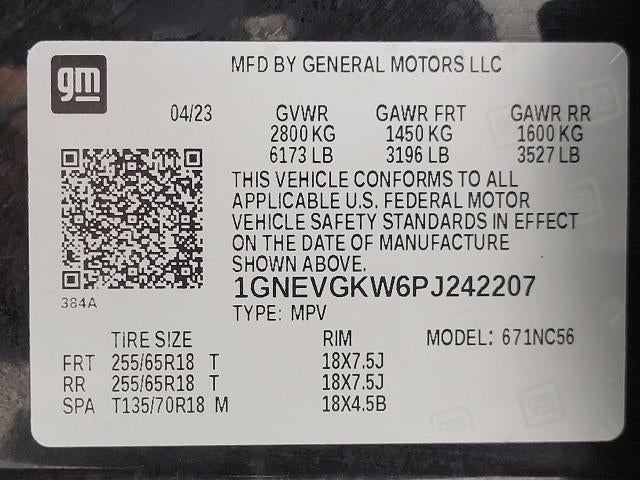 gm
MFD BY GENERAL MOTORS LLC
04/23 GVWR GAWR FRT GAWR RR
2800 KG 1450 KG 1600 KG
6173 LB 3196 LB 3527 LB
THIS VEHICLE CONFORMS TO ALL
APPLICABLE U.S. FEDERAL MOTOR
VEHICLE SAFETY STANDARDS IN EFFECT
ON THE DATE OF MANUFACTURE
SHOWN ABOVE.
384A
1GNEVGKW6PJ242207
TYPE: MPV
TIRE SIZE RIM MODEL: 671NC56
FRT 255/65R18 T 18X7.5J
RR 255/65R18 T 18X7.5J
SPA T135/70R18 M 18X4.5B